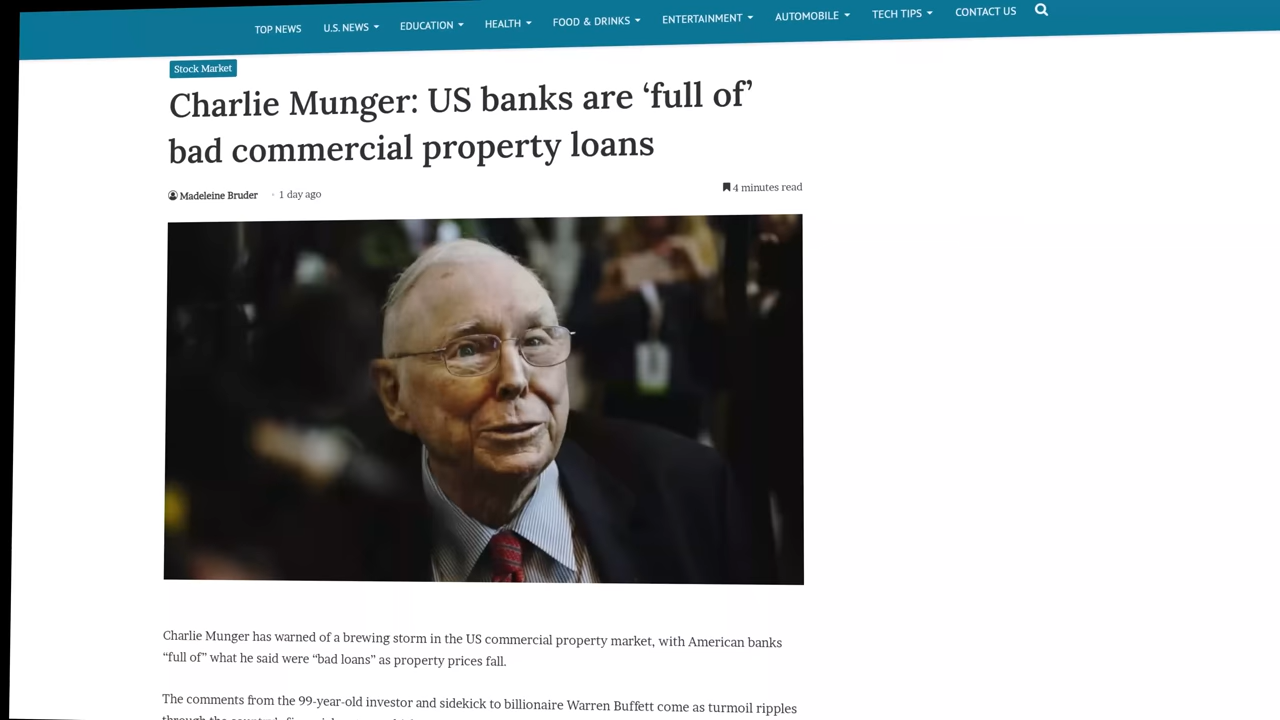 TOP NEWS U.S. NEWS EDUCATION HEALTH FOOD & DRINKS ENTERTAINMENT AUTOMOBILE TECH TIPS CONTACT US
Stock Market
Charlie Munger: US banks are ‘full of’
bad commercial property loans
Madeleine Bruder · 1 day ago 4 minutes read
Charlie Munger has warned of a brewing storm in the US commercial property market, with American banks
“full of” what he said were “bad loans” as property prices fall.
The comments from the 99-year-old investor and sidekick to billionaire Warren Buffett come as turmoil ripples